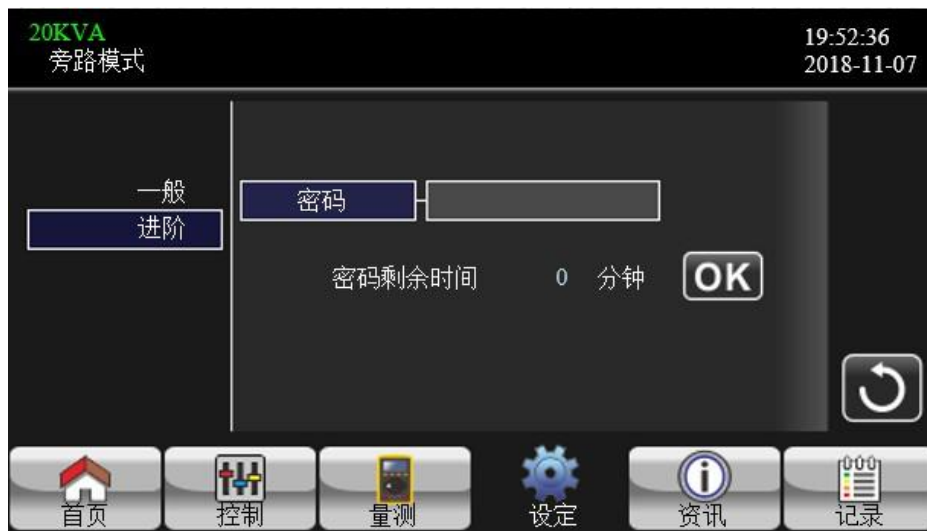 20KVA
旁路模式
19:52:36
2018-11-07
一般
进阶
密码
密码剩余时间 0 分钟
OK
首页
控制
量测
设定
资讯
记录